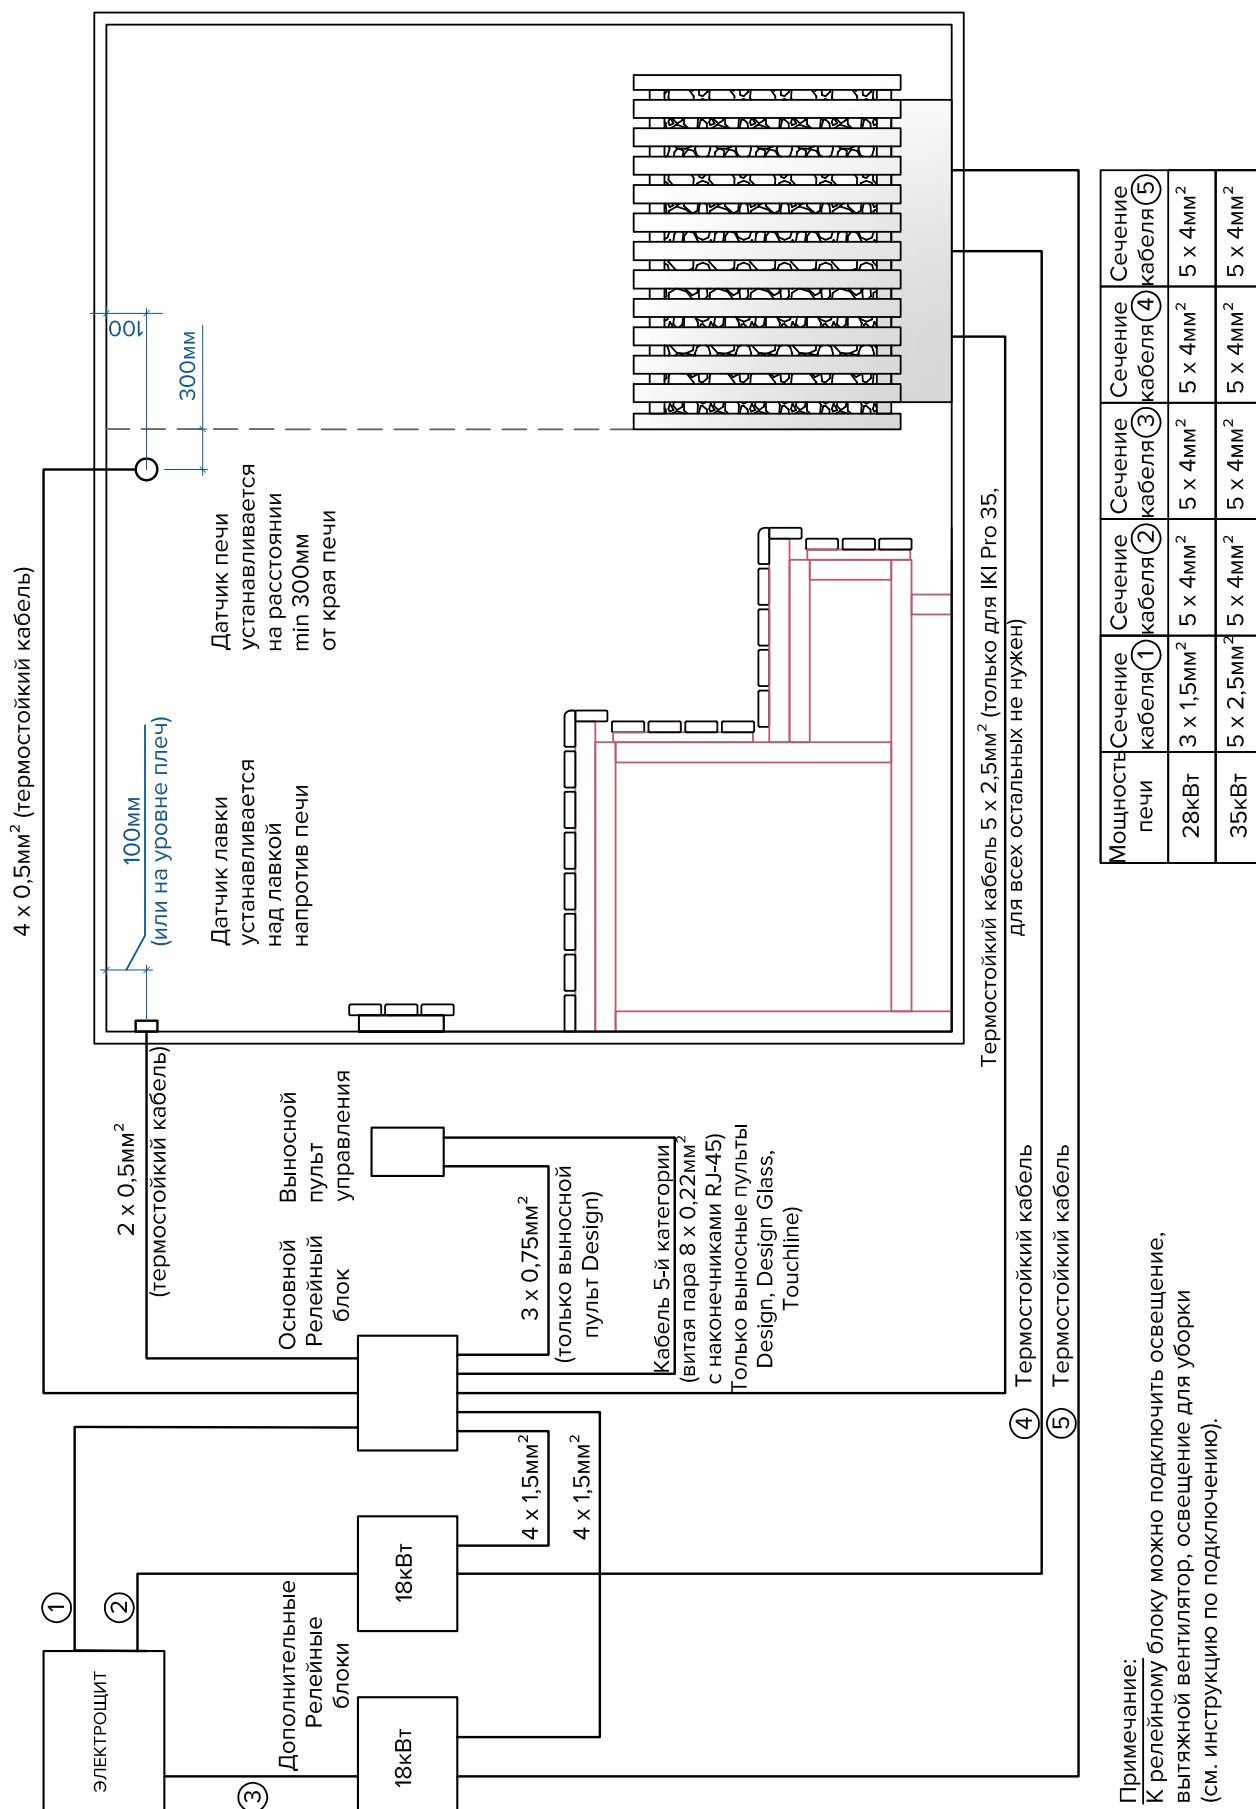 4 x 0,5мм² (термостойкий кабель)
100
300мм
100мм
(или на уровне плеч)
Датчик печи
устанавливается
на расстоянии
min 300мм
от края печи
Датчик лавки
устанавливается
над лавкой
напротив печи
2 x 0,5мм²
(термостойкий кабель)
Основной
Релейный
блок
Выносной
пульт
управления
3 x 0,75мм²
(только выносной
пульт Design)
Кабель 5-й категории
(витая пара 8 x 0,22мм²
с наконечниками RJ-45)
Только выносные пульты
Design, Design Glass,
Touchline)
Термостойкий кабель 5 x 2,5мм² (только для IKI Pro 35,
для всех остальных не нужен)
4 Термостойкий кабель
5 Термостойкий кабель
4 x 1,5мм²
4 x 1,5мм²
1
2
3
ЭЛЕКТРОЩИТ
Дополнительные
Релейные
блоки
18кВт
18кВт
Мощность печи Сечение кабеля 1 Сечение кабеля 2 Сечение кабеля 3 Сечение кабеля 4 Сечение кабеля 5
28кВт 3 x 1,5мм² 5 x 4мм² 5 x 4мм² 5 x 4мм² 5 x 4мм²
35кВт 5 x 2,5мм² 5 x 4мм² 5 x 4мм² 5 x 4мм² 5 x 4мм²
Примечание:
К релейному блоку можно подключить освещение,
вытяжной вентилятор, освещение для уборки
(см. инструкцию по подключению).